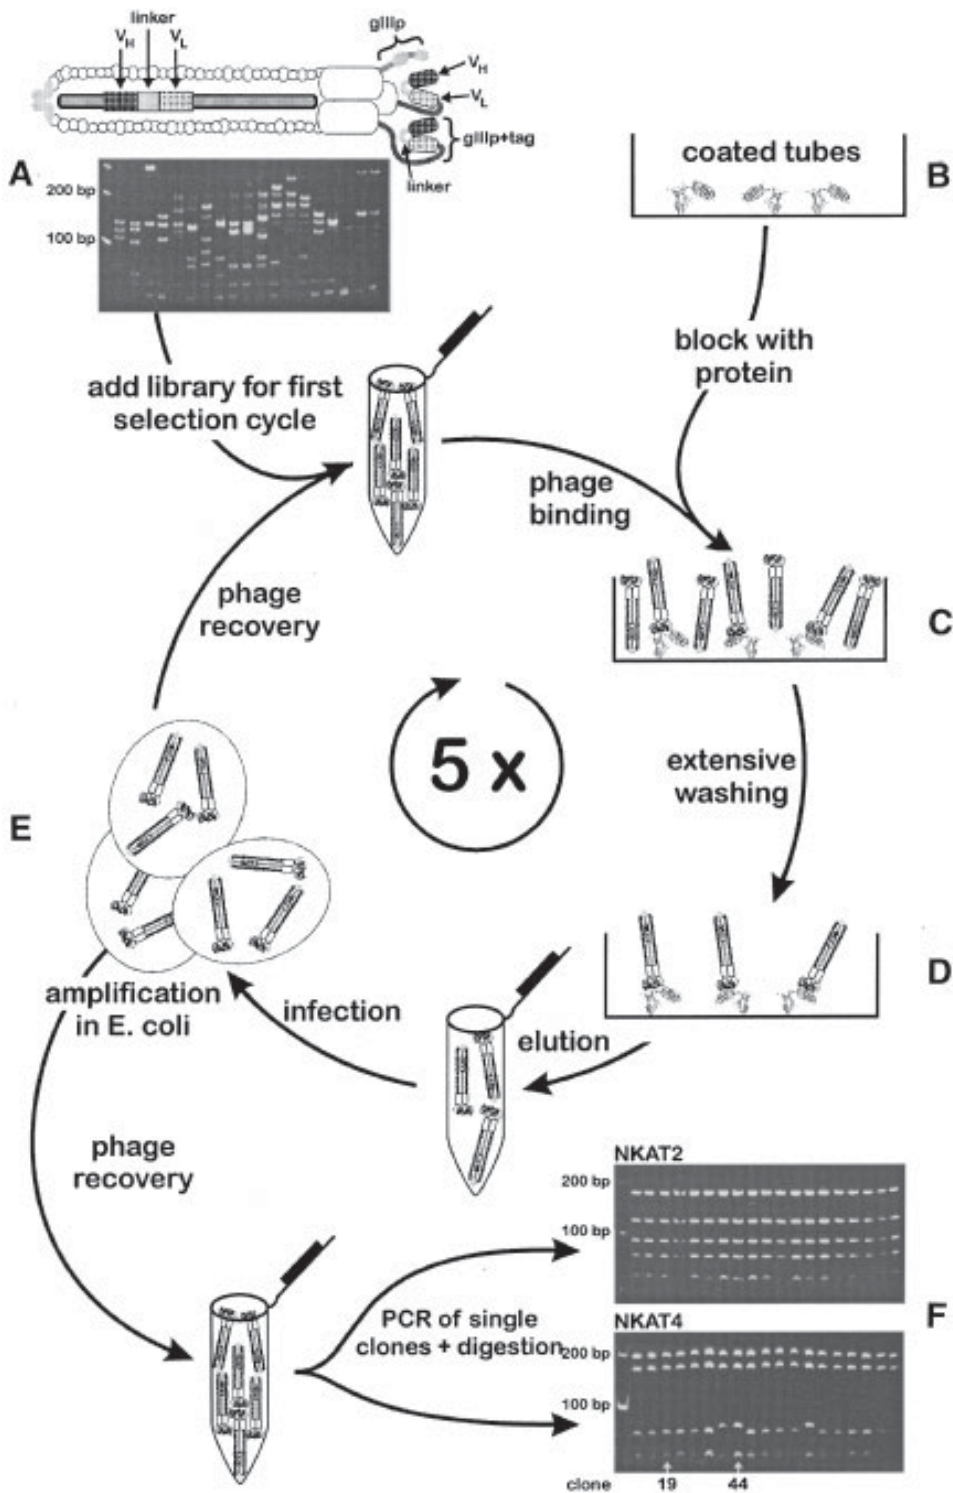 linker
VH
VL
gIIIp
VH
VL
gIIIp+tag
linker
A
200 bp
100 bp
coated tubes
B
block with
protein
add library for first
selection cycle
phage
binding
phage
recovery
C
5 x
extensive
washing
E
D
amplification
in E. coli
infection
elution
phage
recovery
NKAT2
200 bp
100 bp
PCR of single
clones + digestion
NKAT4
F
200 bp
100 bp
clone 19 44